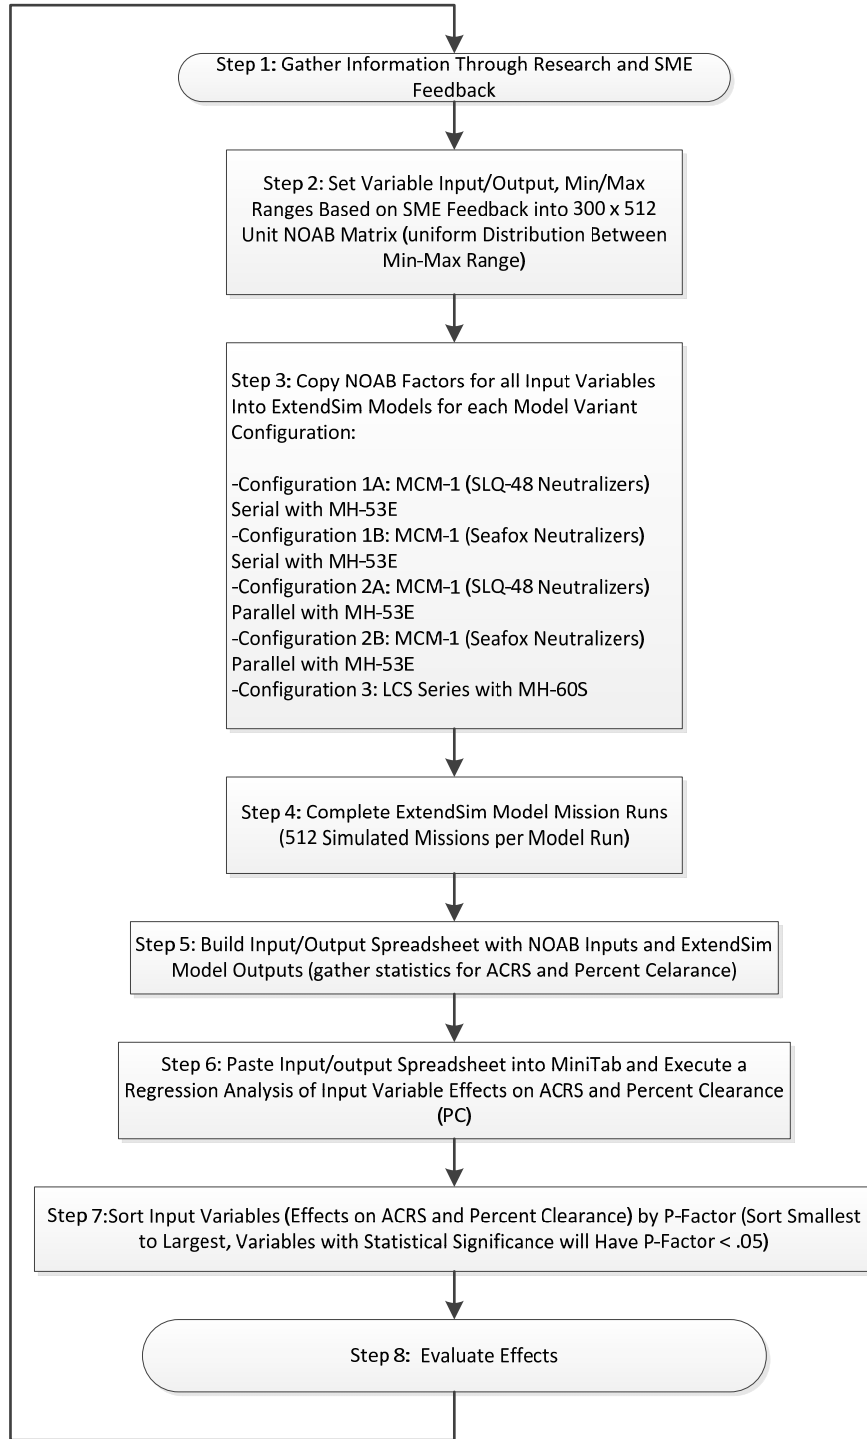 Step 1: Gather Information Through Research and SME
Feedback
Step 2: Set Variable Input/Output, Min/Max
Ranges Based on SME Feedback into 300 x 512
Unit NOAB Matrix (uniform Distribution Between
Min-Max Range)
Step 3: Copy NOAB Factors for all Input Variables
Into ExtendSim Models for each Model Variant
Configuration:
-Configuration 1A: MCM-1 (SLQ-48 Neutralizers)
Serial with MH-53E
-Configuration 1B: MCM-1 (Seafox Neutralizers)
Serial with MH-53E
-Configuration 2A: MCM-1 (SLQ-48 Neutralizers)
Parallel with MH-53E
-Configuration 2B: MCM-1 (Seafox Neutralizers)
Parallel with MH-53E
-Configuration 3: LCS Series with MH-60S
Step 4: Complete ExtendSim Model Mission Runs
(512 Simulated Missions per Model Run)
Step 5: Build Input/Output Spreadsheet with NOAB Inputs and ExtendSim
Model Outputs (gather statistics for ACRS and Percent Celarance)
Step 6: Paste Input/output Spreadsheet into MiniTab and Execute a
Regression Analysis of Input Variable Effects on ACRS and Percent Clearance
(PC)
Step 7:Sort Input Variables (Effects on ACRS and Percent Clearance) by P-Factor (Sort Smallest
to Largest, Variables with Statistical Significance will Have P-Factor < .05)
Step 8: Evaluate Effects